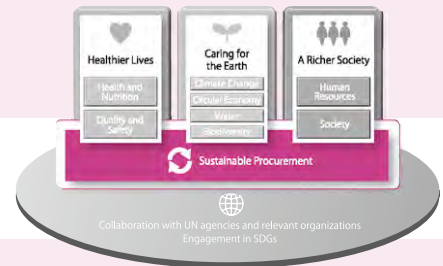 Healthier Lives
Health and
Nutrition
Quality and
Safety
Caring for
the Earth
Climate Change
Circular Economy
Water
Biodiversity
A Richer Society
Human
Resources
Society
Sustainable Procurement
Collaboration with UN agencies and relevant organizations
Engagement in SDGs